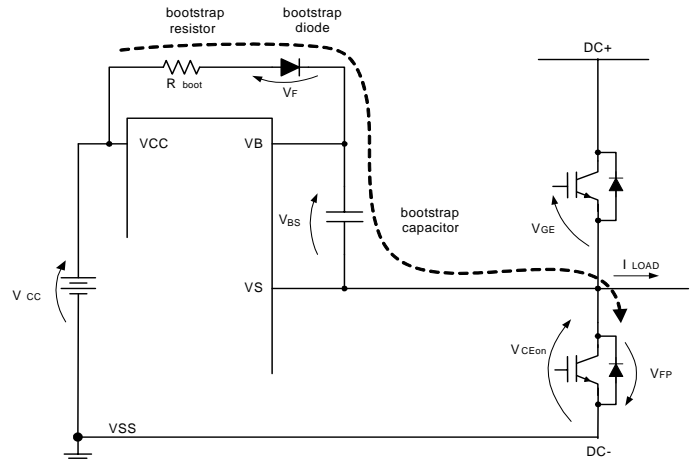 bootstrap
resistor
bootstrap
diode
DC+
R boot
VF
VCC
VB
VBS
bootstrap
capacitor
VGE
I LOAD
V CC
VS
VCEon
VFP
VSS
DC-